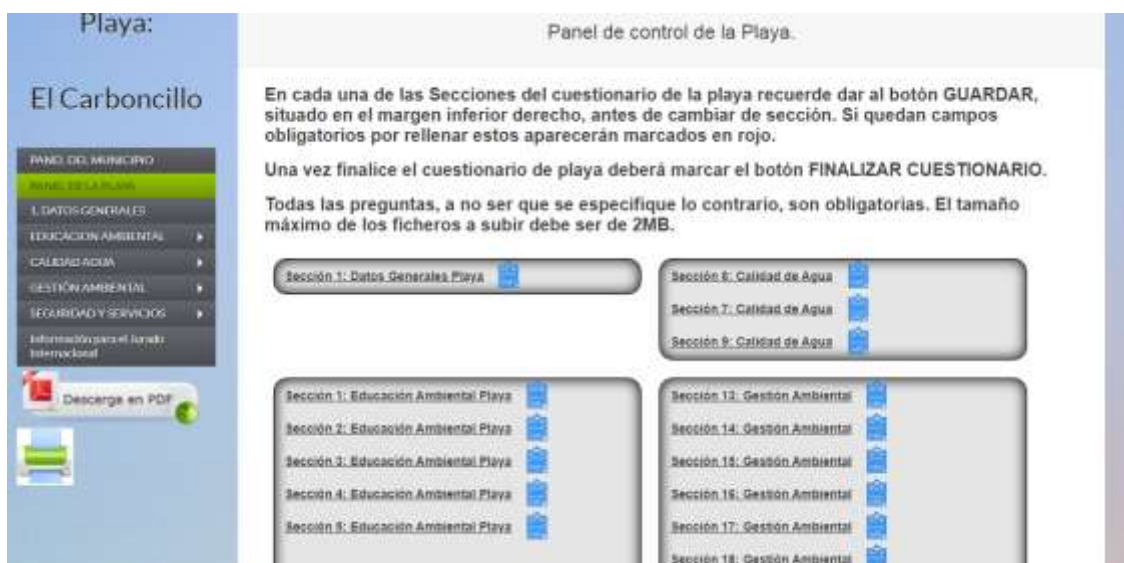 Playa:
El Carboncillo
PANEL DEL MUNICIPIO
PANEL DE LA PLAYA
1. DATOS GENERALES
EDUCACION AMBIENTAL
CALIDAD AGUA
GESTIÓN AMBIENTAL
SEGURIDAD Y SERVICIOS
Información para el Jurado
Internacional
Descarga en PDF
Panel de control de la Playa.
En cada una de las Secciones del cuestionario de la playa recuerde dar al botón GUARDAR,
situado en el margen inferior derecho, antes de cambiar de sección. Si quedan campos
obligatorios por rellenar estos aparecerán marcados en rojo.
Una vez finalice el cuestionario de playa deberá marcar el botón FINALIZAR CUESTIONARIO.
Todas las preguntas, a no ser que se especifique lo contrario, son obligatorias. El tamaño
máximo de los ficheros a subir debe ser de 2MB.
Sección 1: Datos Generales Playa
Sección 6: Calidad de Agua
Sección 7: Calidad de Agua
Sección 9: Calidad de Agua
Sección 1: Educación Ambiental Playa
Sección 2: Educación Ambiental Playa
Sección 3: Educación Ambiental Playa
Sección 4: Educación Ambiental Playa
Sección 5: Educación Ambiental Playa
Sección 13: Gestión Ambiental
Sección 14: Gestión Ambiental
Sección 15: Gestión Ambiental
Sección 16: Gestión Ambiental
Sección 17: Gestión Ambiental
Sección 18: Gestión Ambiental